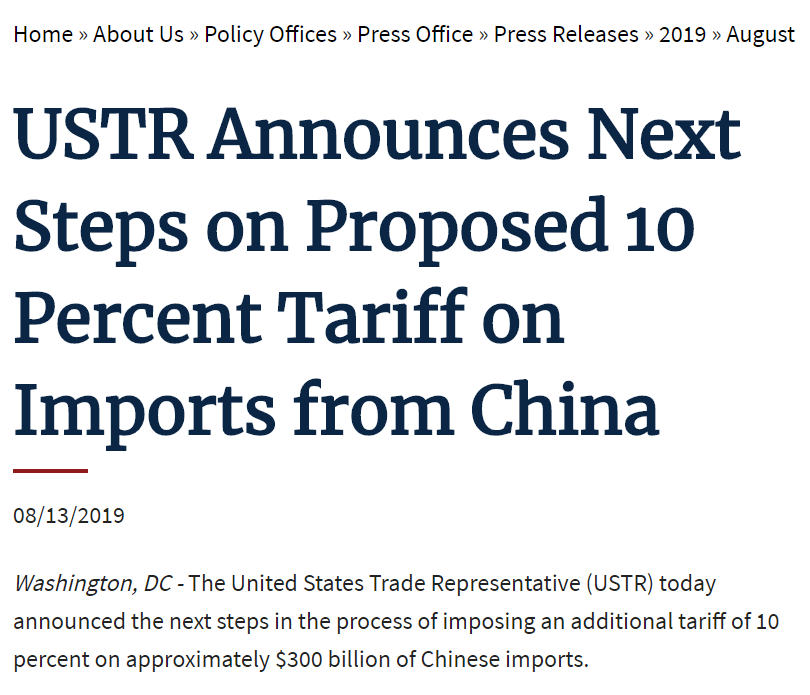 Home » About Us » Policy Offices » Press Office » Press Releases » 2019 » August
USTR Announces Next
Steps on Proposed 10
Percent Tariff on
Imports from China
08/13/2019
Washington, DC - The United States Trade Representative (USTR) today
announced the next steps in the process of imposing an additional tariff of 10
percent on approximately $300 billion of Chinese imports.